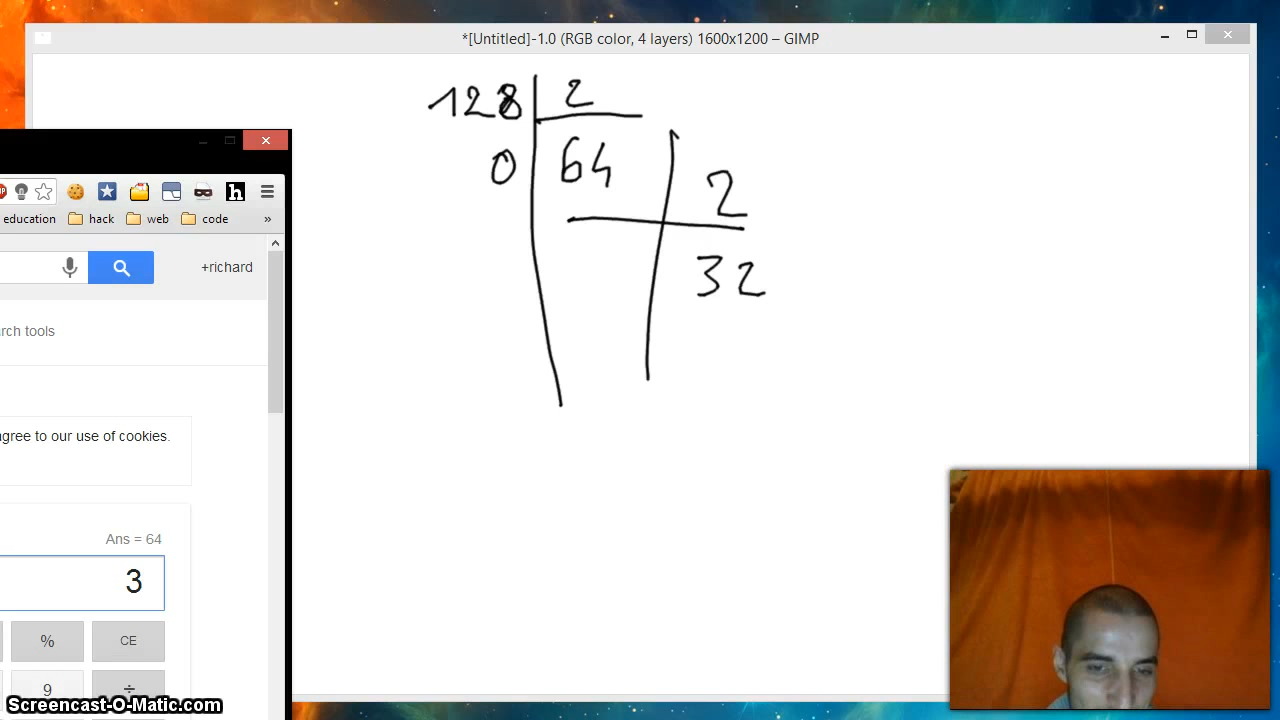 *[Untitled]-1.0 (RGB color, 4 layers) 1600x1200 – GIMP
128 2
0 64 2
32
h
education hack web code »
+richard
rch tools
gree to our use of cookies.
Ans = 64
3
% CE
9 ÷
Screencast-O-Matic.com